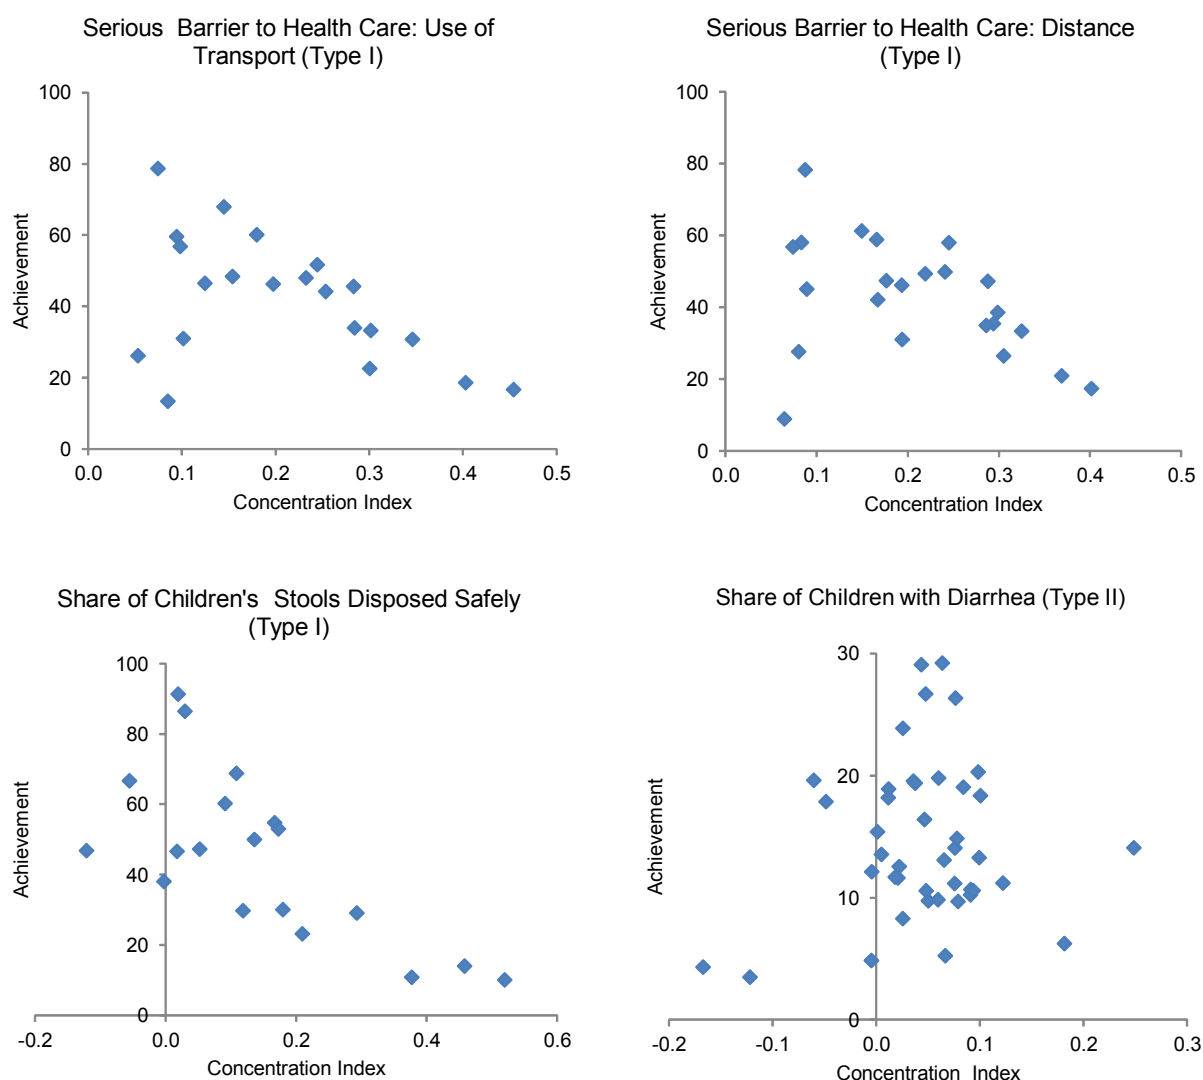 Serious Barrier to Health Care: Use of
Transport (Type I)
100
80
60
40
20
0
Achievement
0.0 0.1 0.2 0.3 0.4 0.5
Concentration Index
Serious Barrier to Health Care: Distance
(Type I)
100
80
60
40
20
0
Achievement
0.0 0.1 0.2 0.3 0.4 0.5
Concentration Index
Share of Children's Stools Disposed Safely
(Type I)
100
80
60
40
20
0
Achievement
-0.2 0.0 0.2 0.4 0.6
Concentration Index
Share of Children with Diarrhea (Type II)
30
20
10
0
Achievement
-0.2 -0.1 0.0 0.1 0.2 0.3
Concentration Index